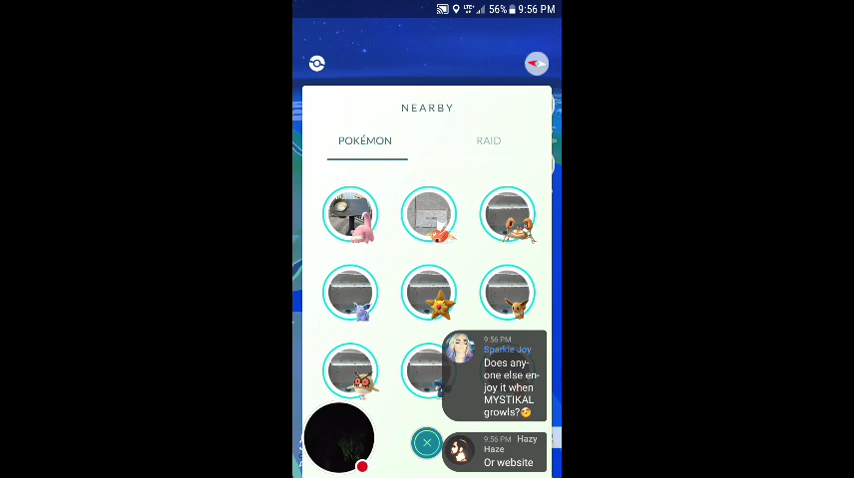 LTE+ 56% 9:56 PM
NEARBY
POKÉMON
RAID
9:56 PM
Sparkle Joy
Does any-
one else en-
joy it when
MYSTIKAL
growls?🧐
9:56 PM Hazy
Haze
Or website